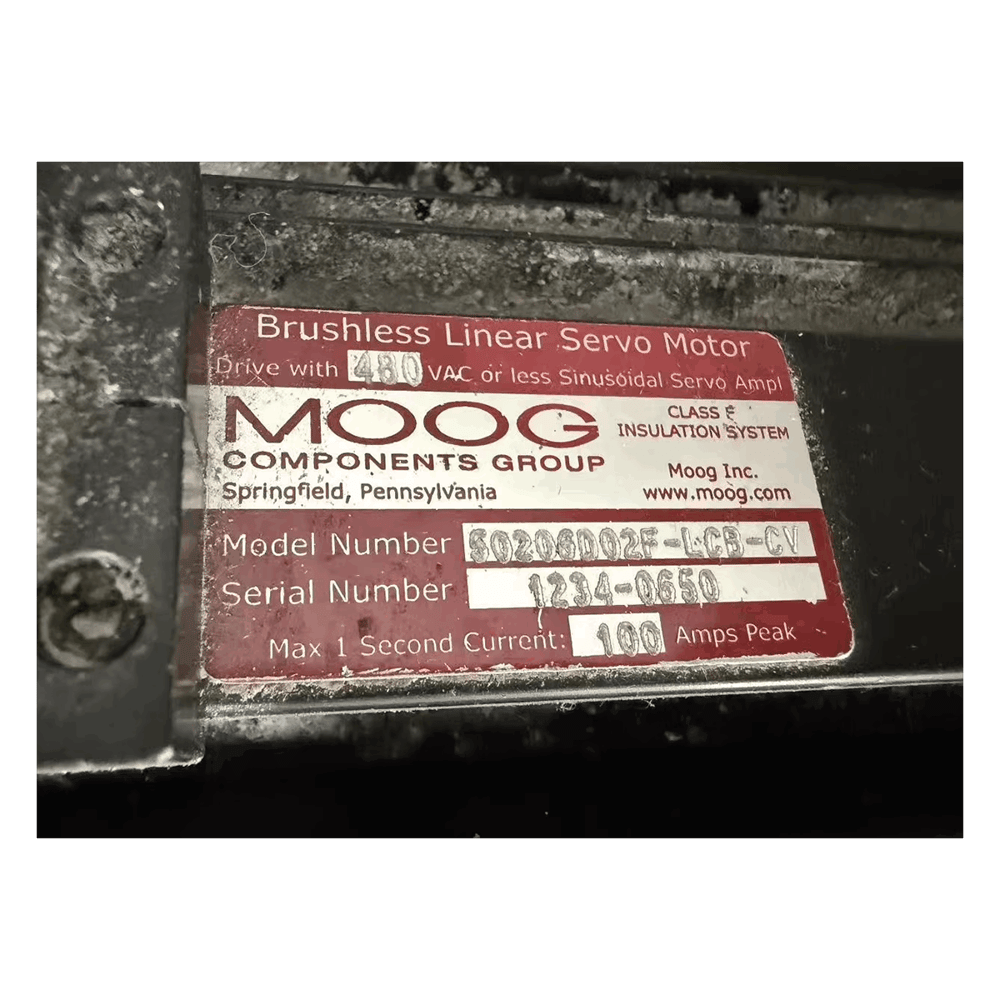 Brushless Linear Servo Motor
Drive with 480 VAC or less Sinusoidal Servo Ampl
MOOG
COMPONENTS GROUP
Springfield, Pennsylvania
CLASS F
INSULATION SYSTEM
Moog Inc.
www.moog.com
Model Number 50206D02F-LCB-CV
Serial Number 1234-0650
Max 1 Second Current: 100 Amps Peak